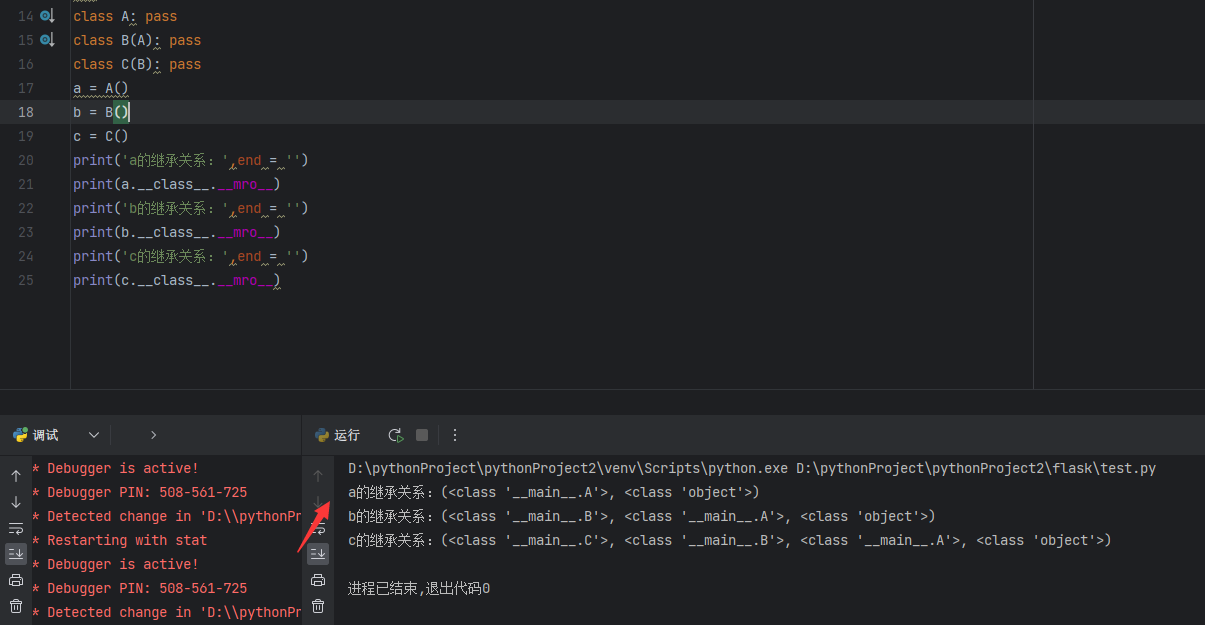 14 class A: pass
15 class B(A): pass
16 class C(B): pass
17 a = A()
18 b = B()
19 c = C()
20 print('a的继承关系：',end = '')
21 print(a.__class__.__mro__)
22 print('b的继承关系：',end = '')
23 print(b.__class__.__mro__)
24 print('c的继承关系：',end = '')
25 print(c.__class__.__mro__)
调试
运行
* Debugger is active!
* Debugger PIN: 508-561-725
* Detected change in 'D:\\pythonPr
* Restarting with stat
* Debugger is active!
* Debugger PIN: 508-561-725
* Detected change in 'D:\\pythonPr
D:\pythonProject\pythonProject2\venv\Scripts\python.exe D:\pythonProject\pythonProject2\flask\test.py
a的继承关系：(<class '__main__.A'>, <class 'object'>)
b的继承关系：(<class '__main__.B'>, <class '__main__.A'>, <class 'object'>)
c的继承关系：(<class '__main__.C'>, <class '__main__.B'>, <class '__main__.A'>, <class 'object'>)
进程已结束,退出代码0